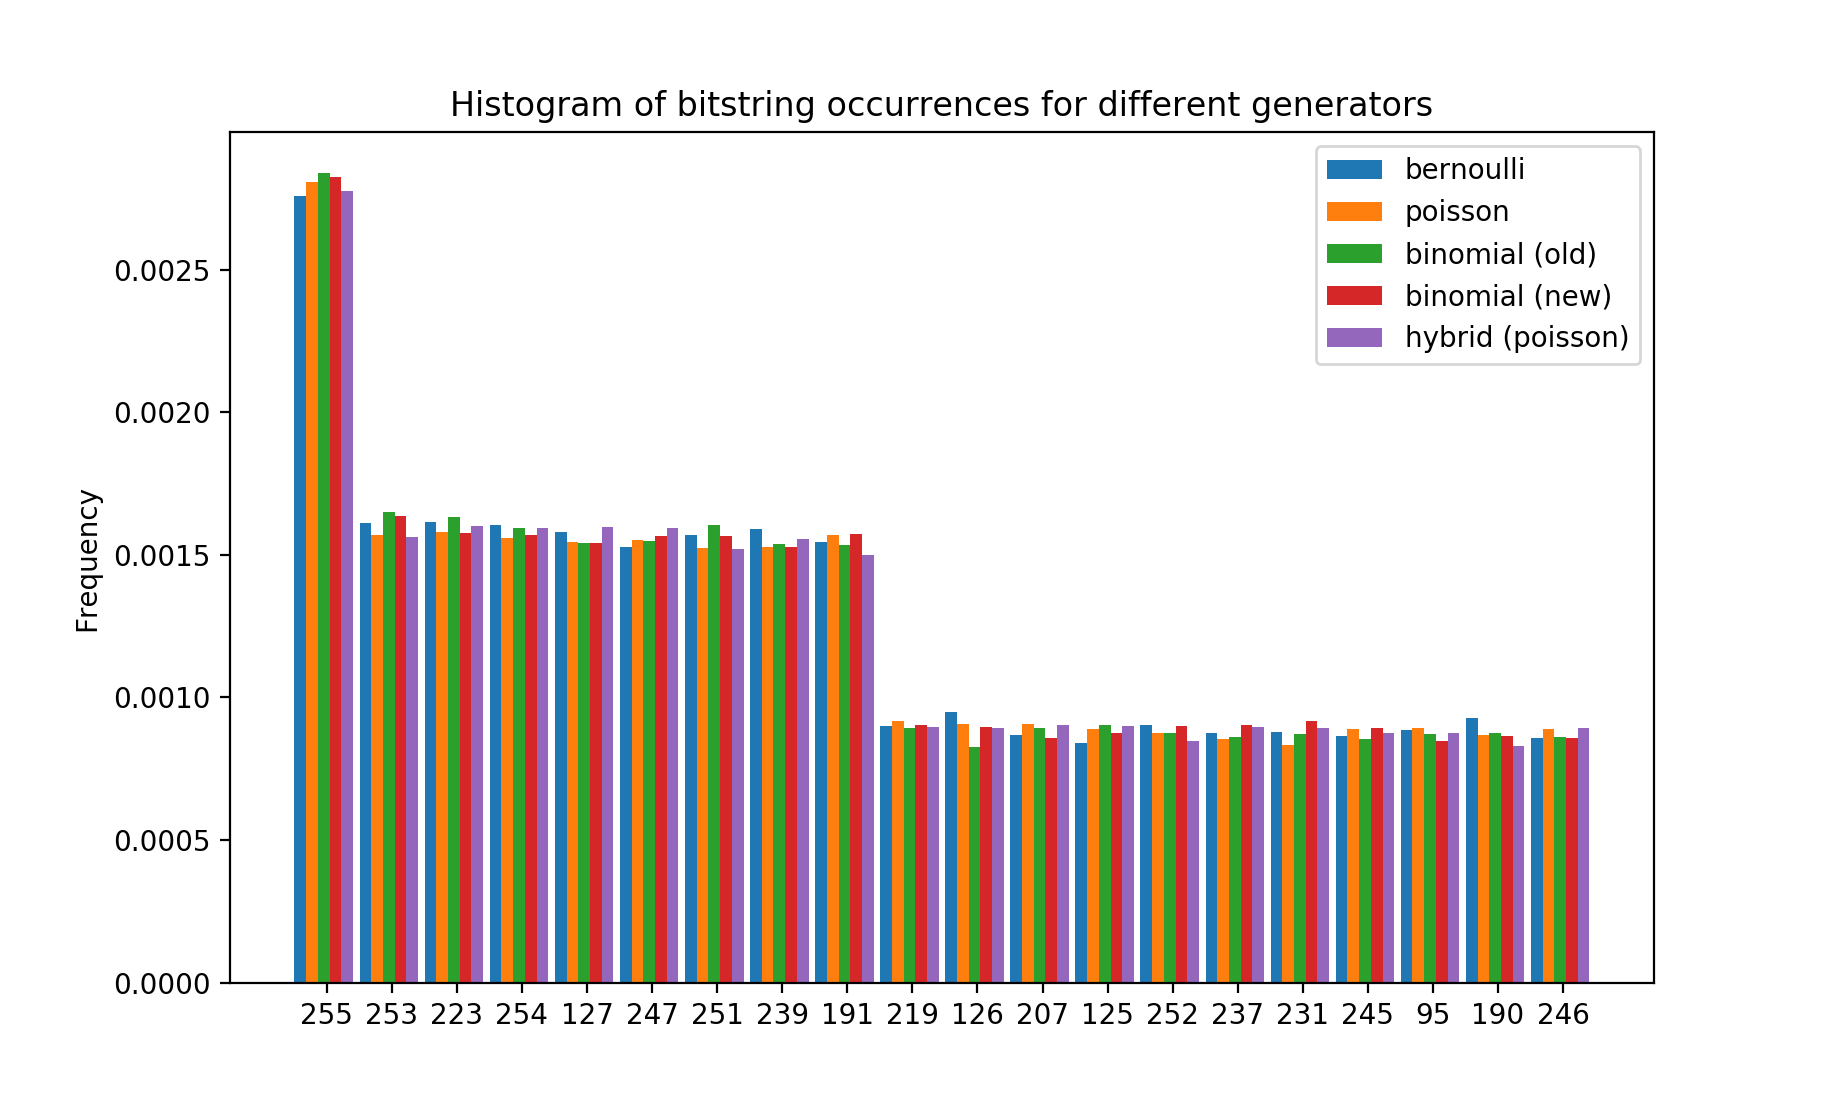 Histogram of bitstring occurrences for different generators
bernoulli
poisson
binomial (old)
binomial (new)
hybrid (poisson)
Frequency
0.0025
0.0020
0.0015
0.0010
0.0005
0.0000
255 253 223 254 127 247 251 239 191 219 126 207 125 252 237 231 245 95 190 246